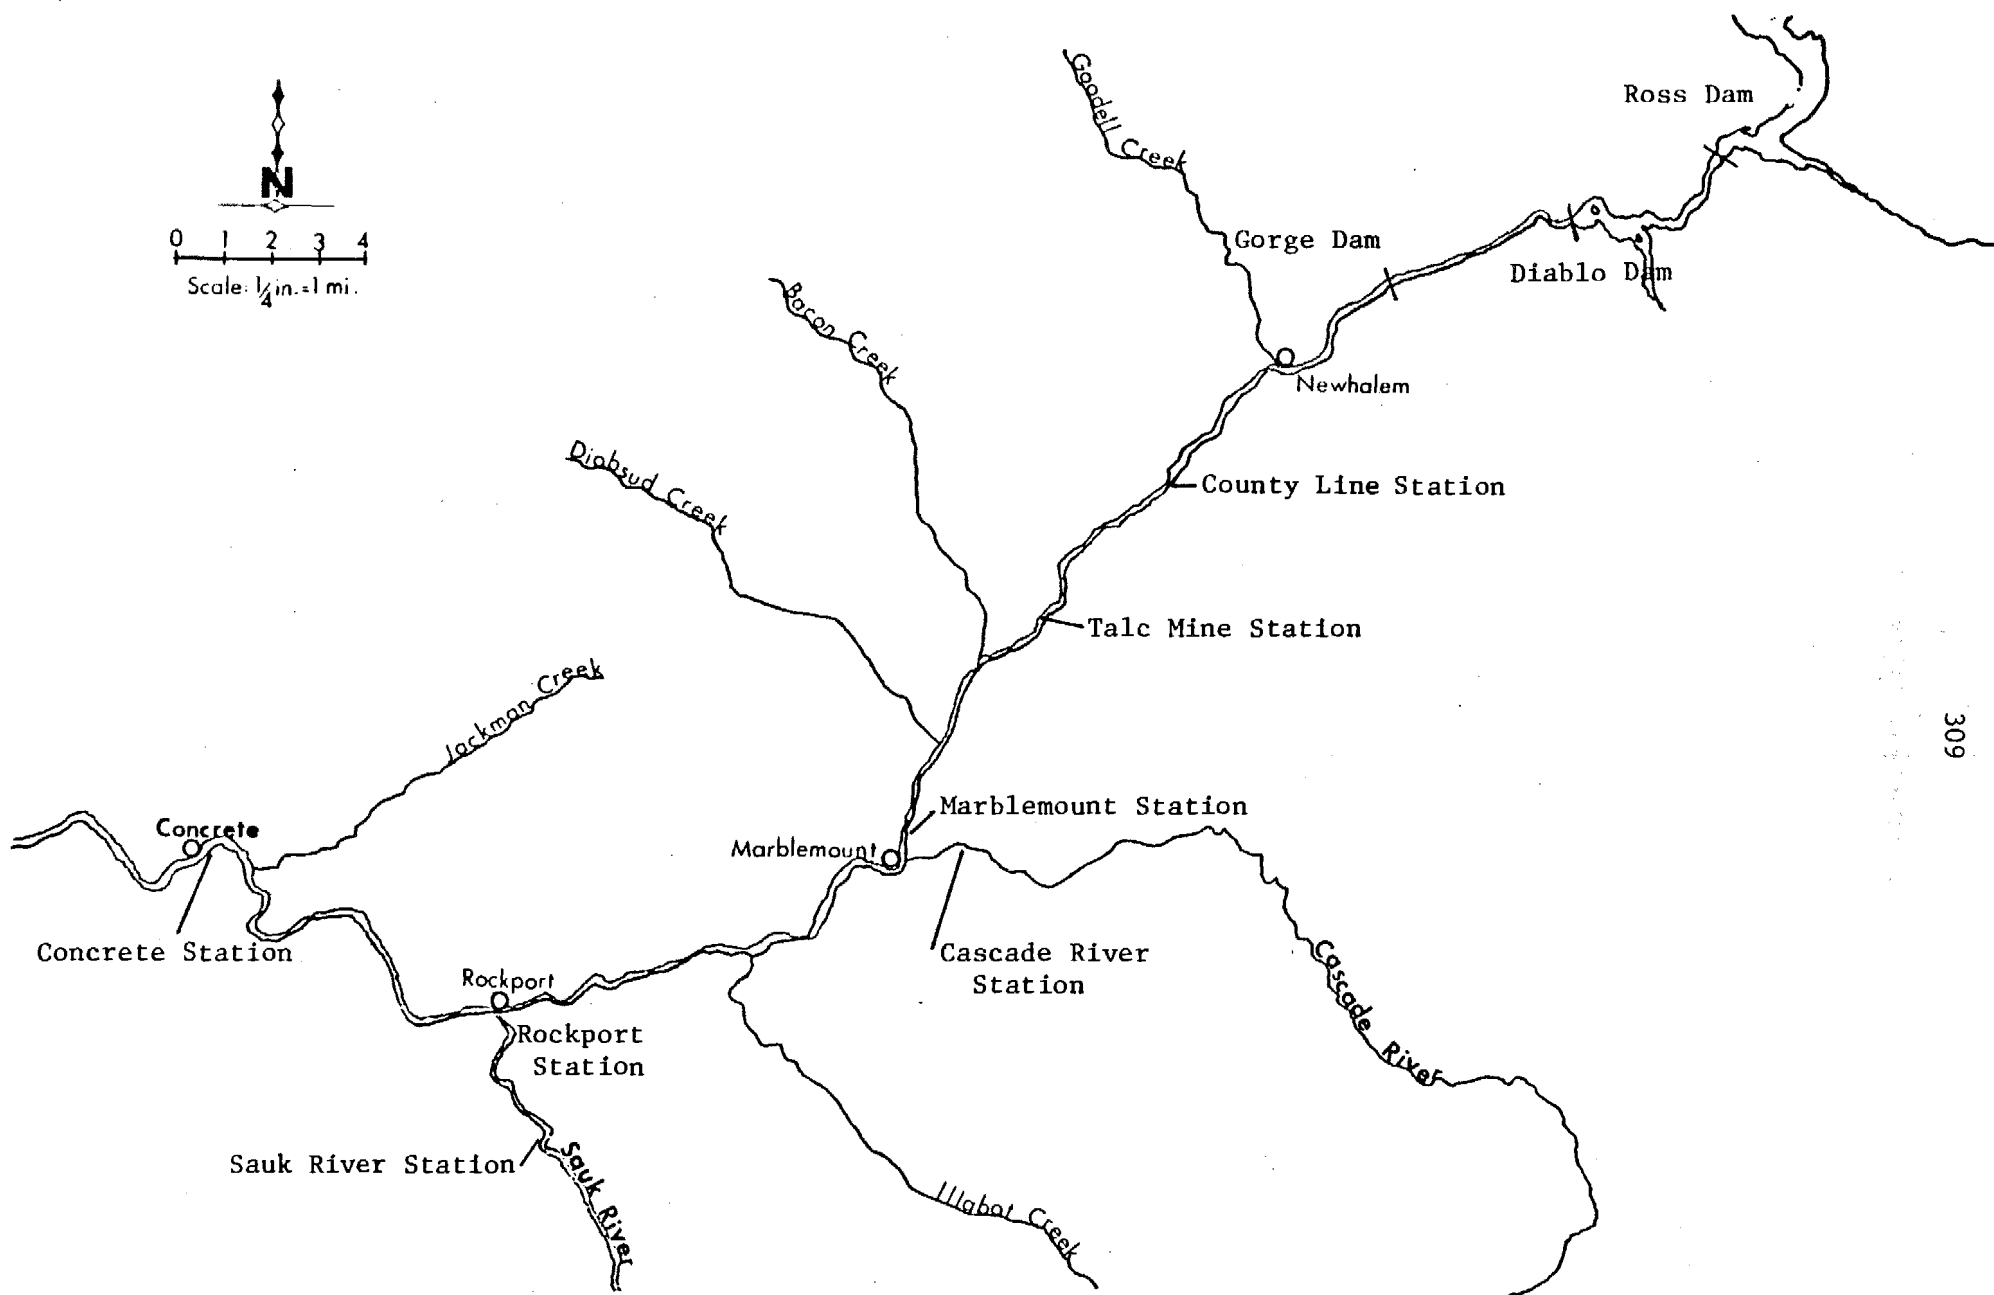 N
0 1 2 3 4
Scale: 1/4 in. = 1 mi.
Goodell Creek
Ross Dam
Gorge Dam
Diablo Dam
Bacon Creek
Newhalem
Diobsud Creek
County Line Station
Talc Mine Station
Jackman Creek
309
Concrete
Marblemount Station
Marblemount
Concrete Station
Cascade River
Station
Cascade River
Rockport
Rockport
Station
Sauk River Station
Sauk River
Illabot Creek